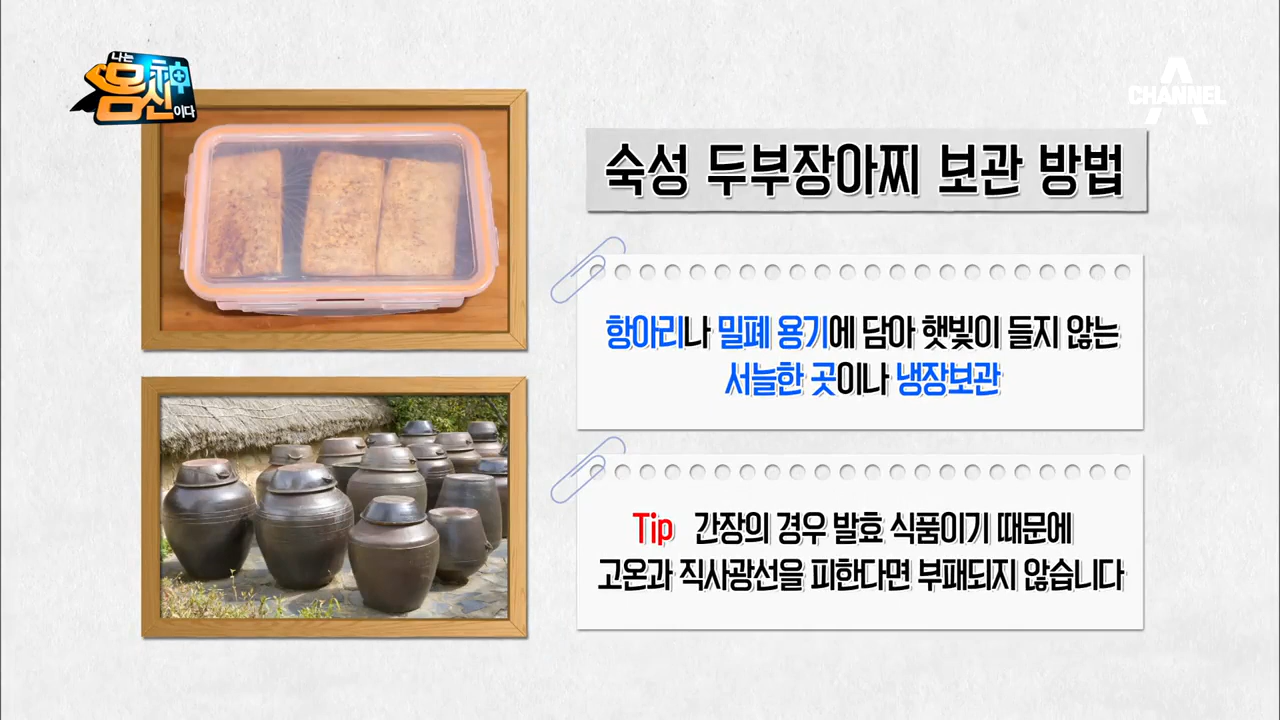 나는
몸신神
이다
CHANNEL A
숙성 두부장아찌 보관 방법
항아리나 밀폐 용기에 담아 햇빛이 들지 않는
서늘한 곳이나 냉장보관
Tip 간장의 경우 발효 식품이기 때문에
고온과 직사광선을 피한다면 부패되지 않습니다